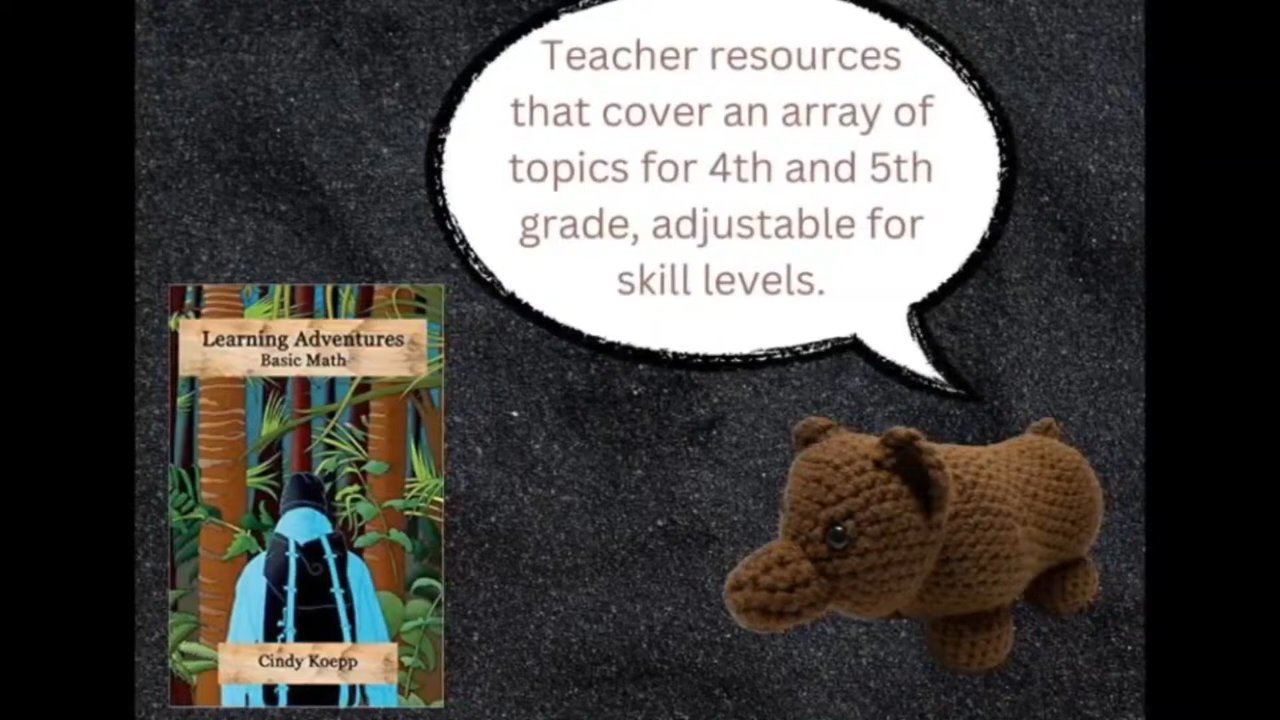 Teacher resources
that cover an array of
topics for 4th and 5th
grade, adjustable for
skill levels.
Learning Adventures
Basic Math
Cindy Koepp